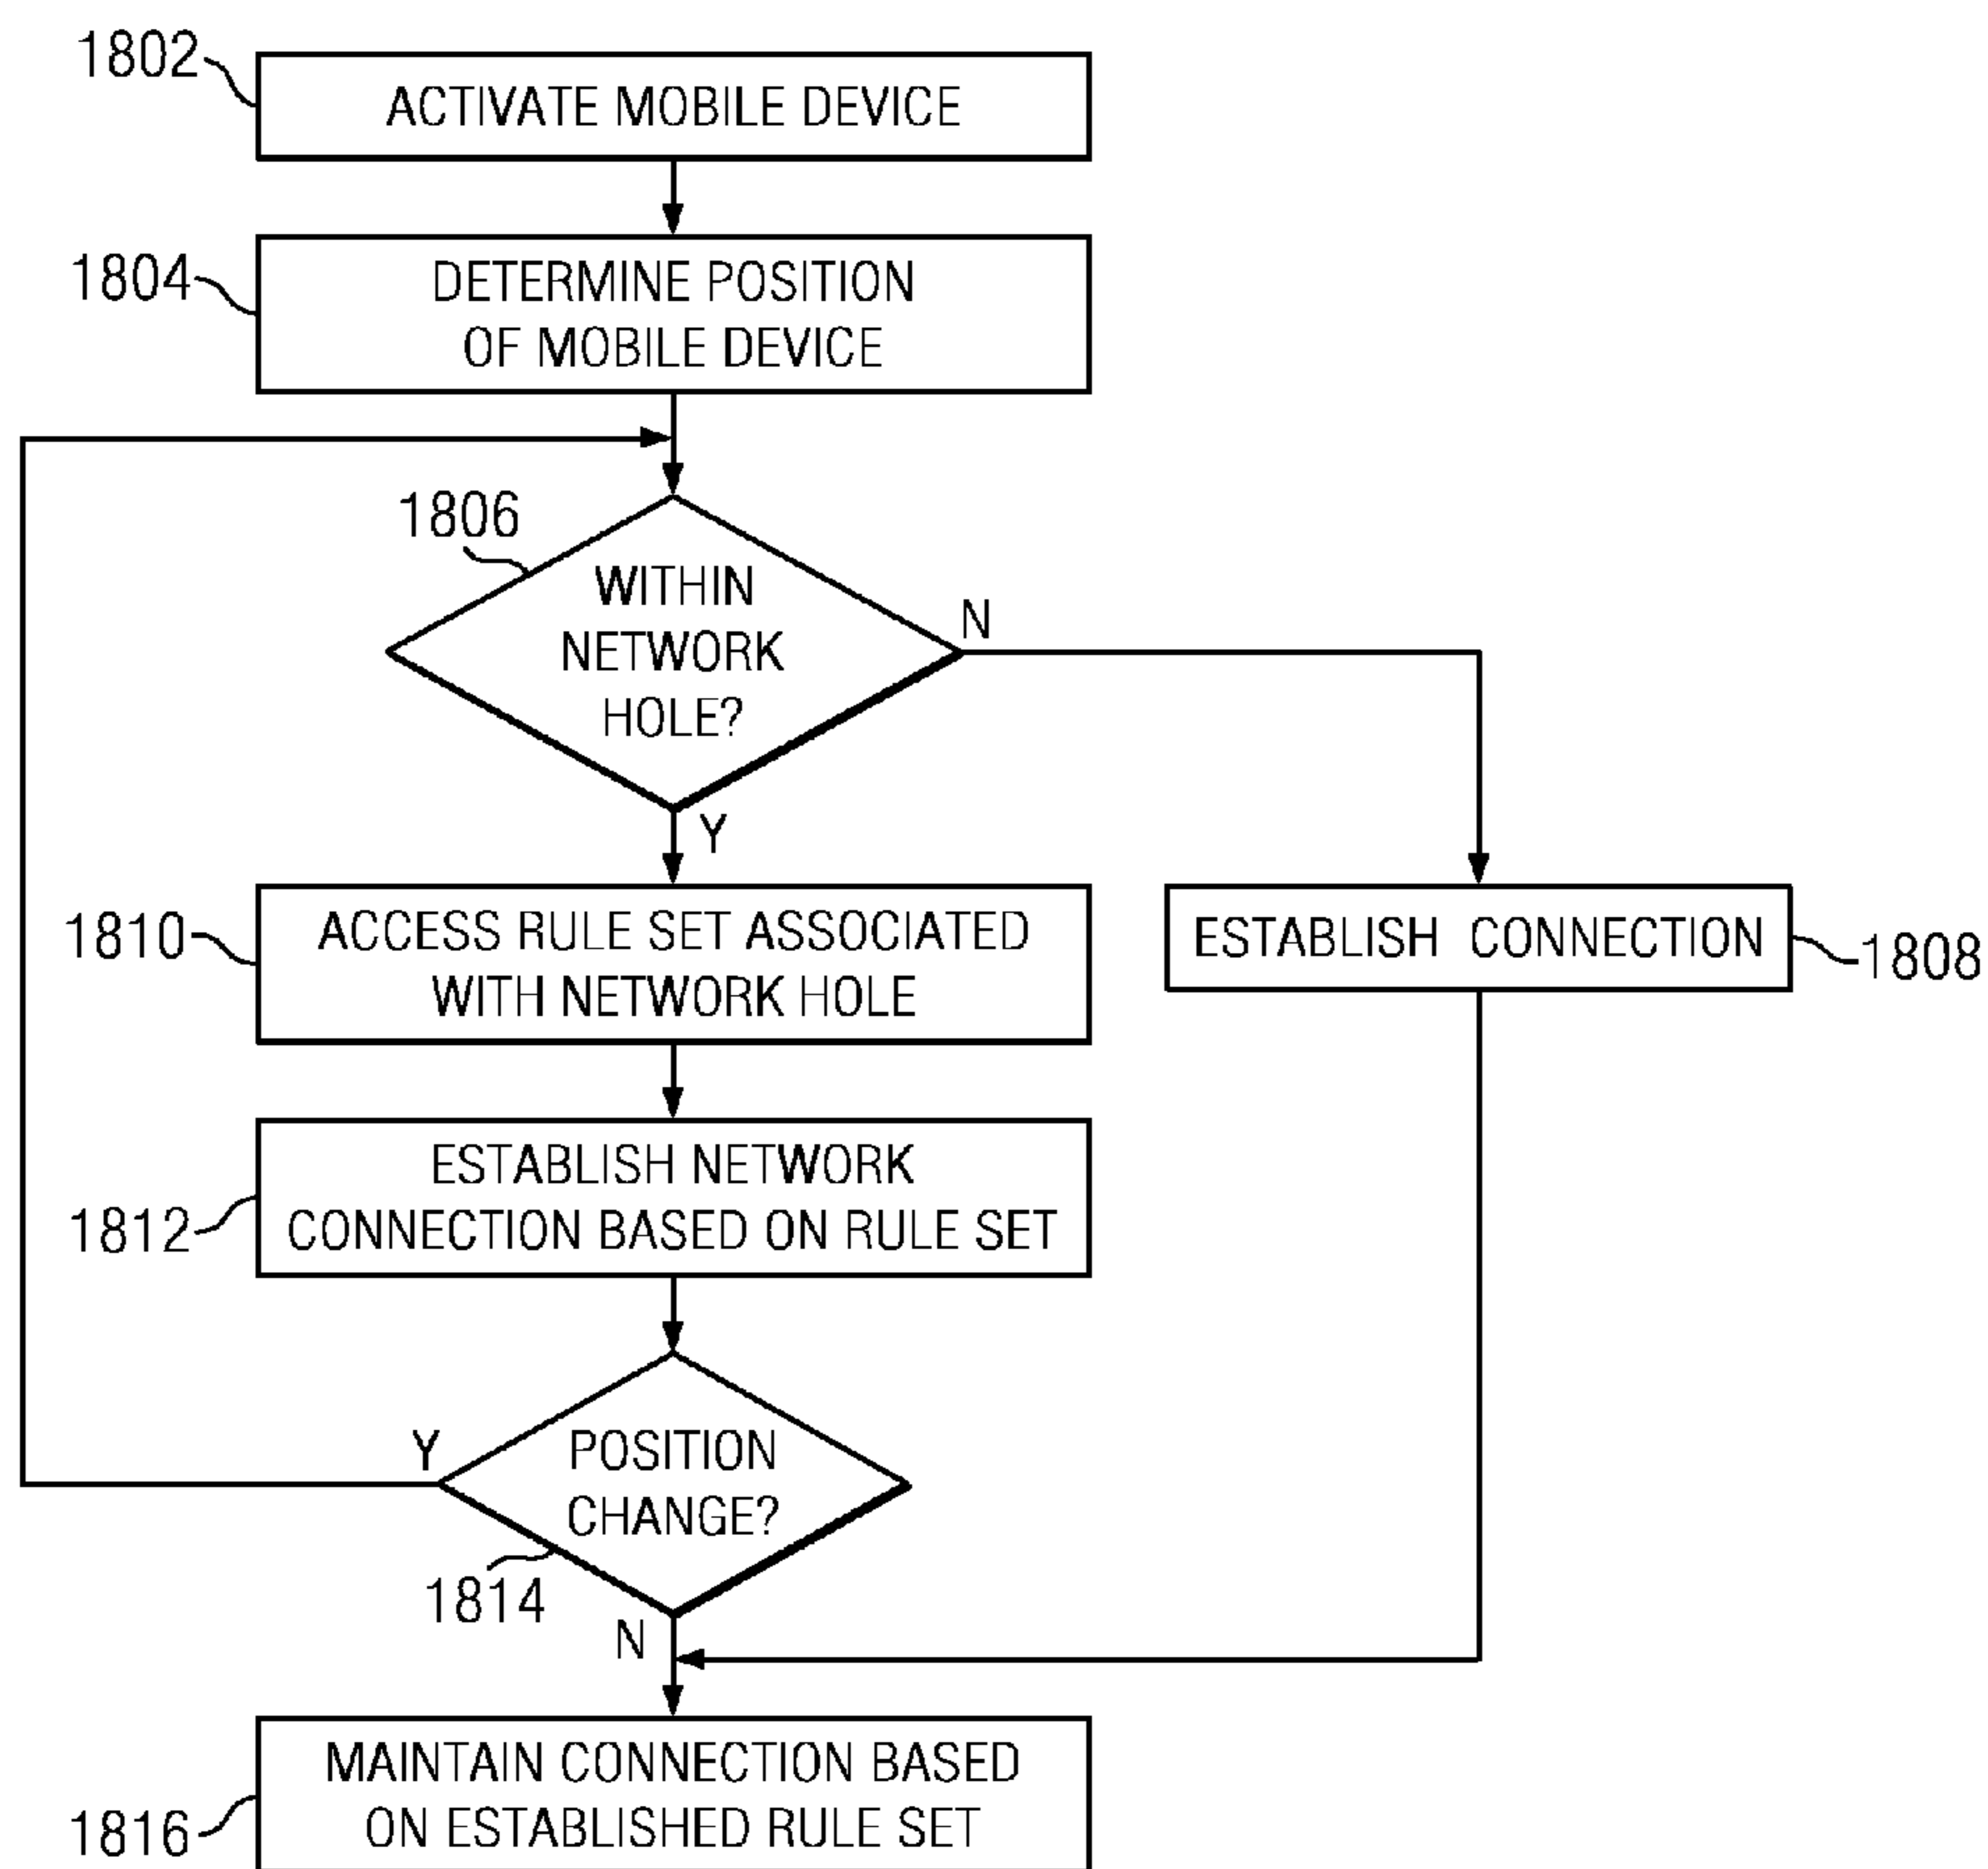 1802
ACTIVATE MOBILE DEVICE
1804
DETERMINE POSITION
OF MOBILE DEVICE
1806
WITHIN
NETWORK
HOLE?
N
Y
1810
ACCESS RULE SET ASSOCIATED
WITH NETWORK HOLE
ESTABLISH CONNECTION
1808
1812
ESTABLISH NETWORK
CONNECTION BASED ON RULE SET
Y
POSITION
CHANGE?
1814
N
1816
MAINTAIN CONNECTION BASED
ON ESTABLISHED RULE SET